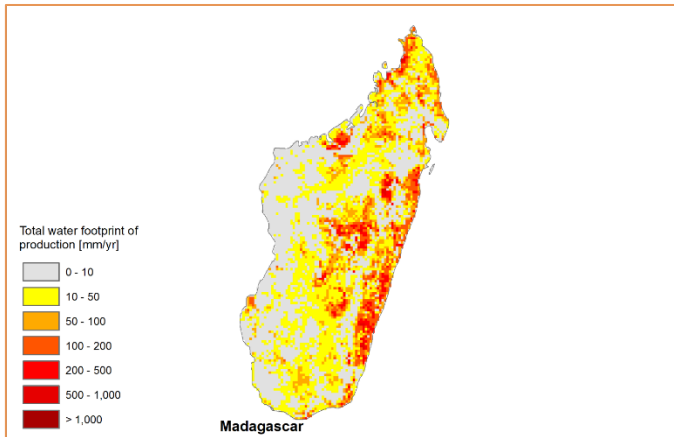 Total water footprint of
production [mm/yr]
0 - 10
10 - 50
50 - 100
100 - 200
200 - 500
500 - 1,000
> 1,000
Madagascar